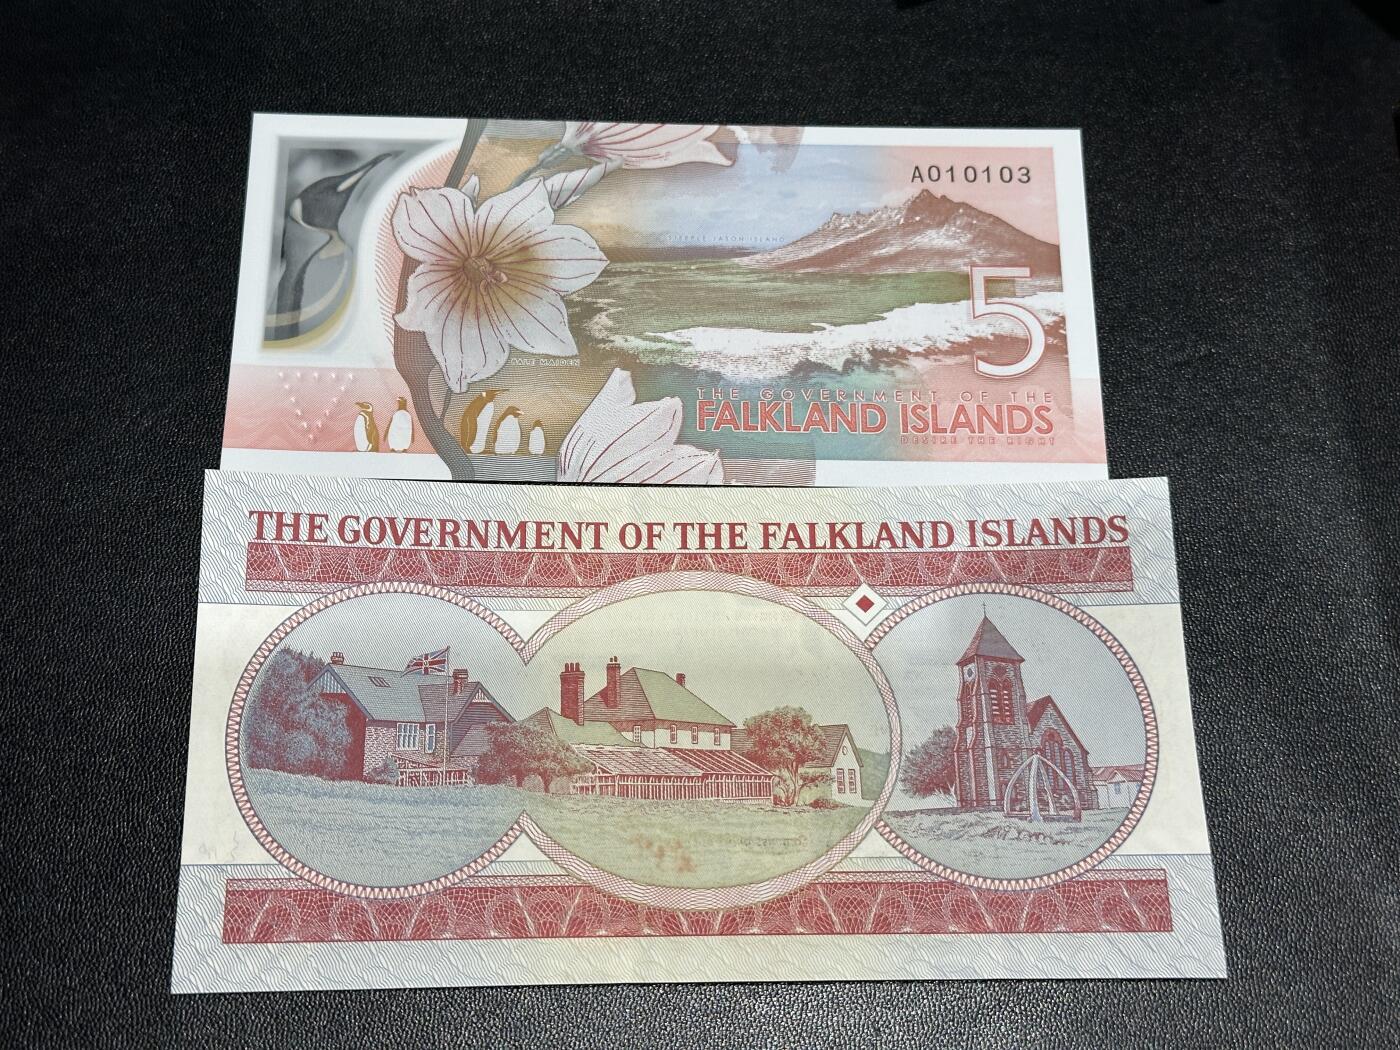 A010103
STEEPLE JASON ISLAND
5
PALE MAIDEN
THE GOVERNMENT OF THE
FALKLAND ISLANDS
DESIRE THE RIGHT
THE GOVERNMENT OF THE FALKLAND ISLANDS